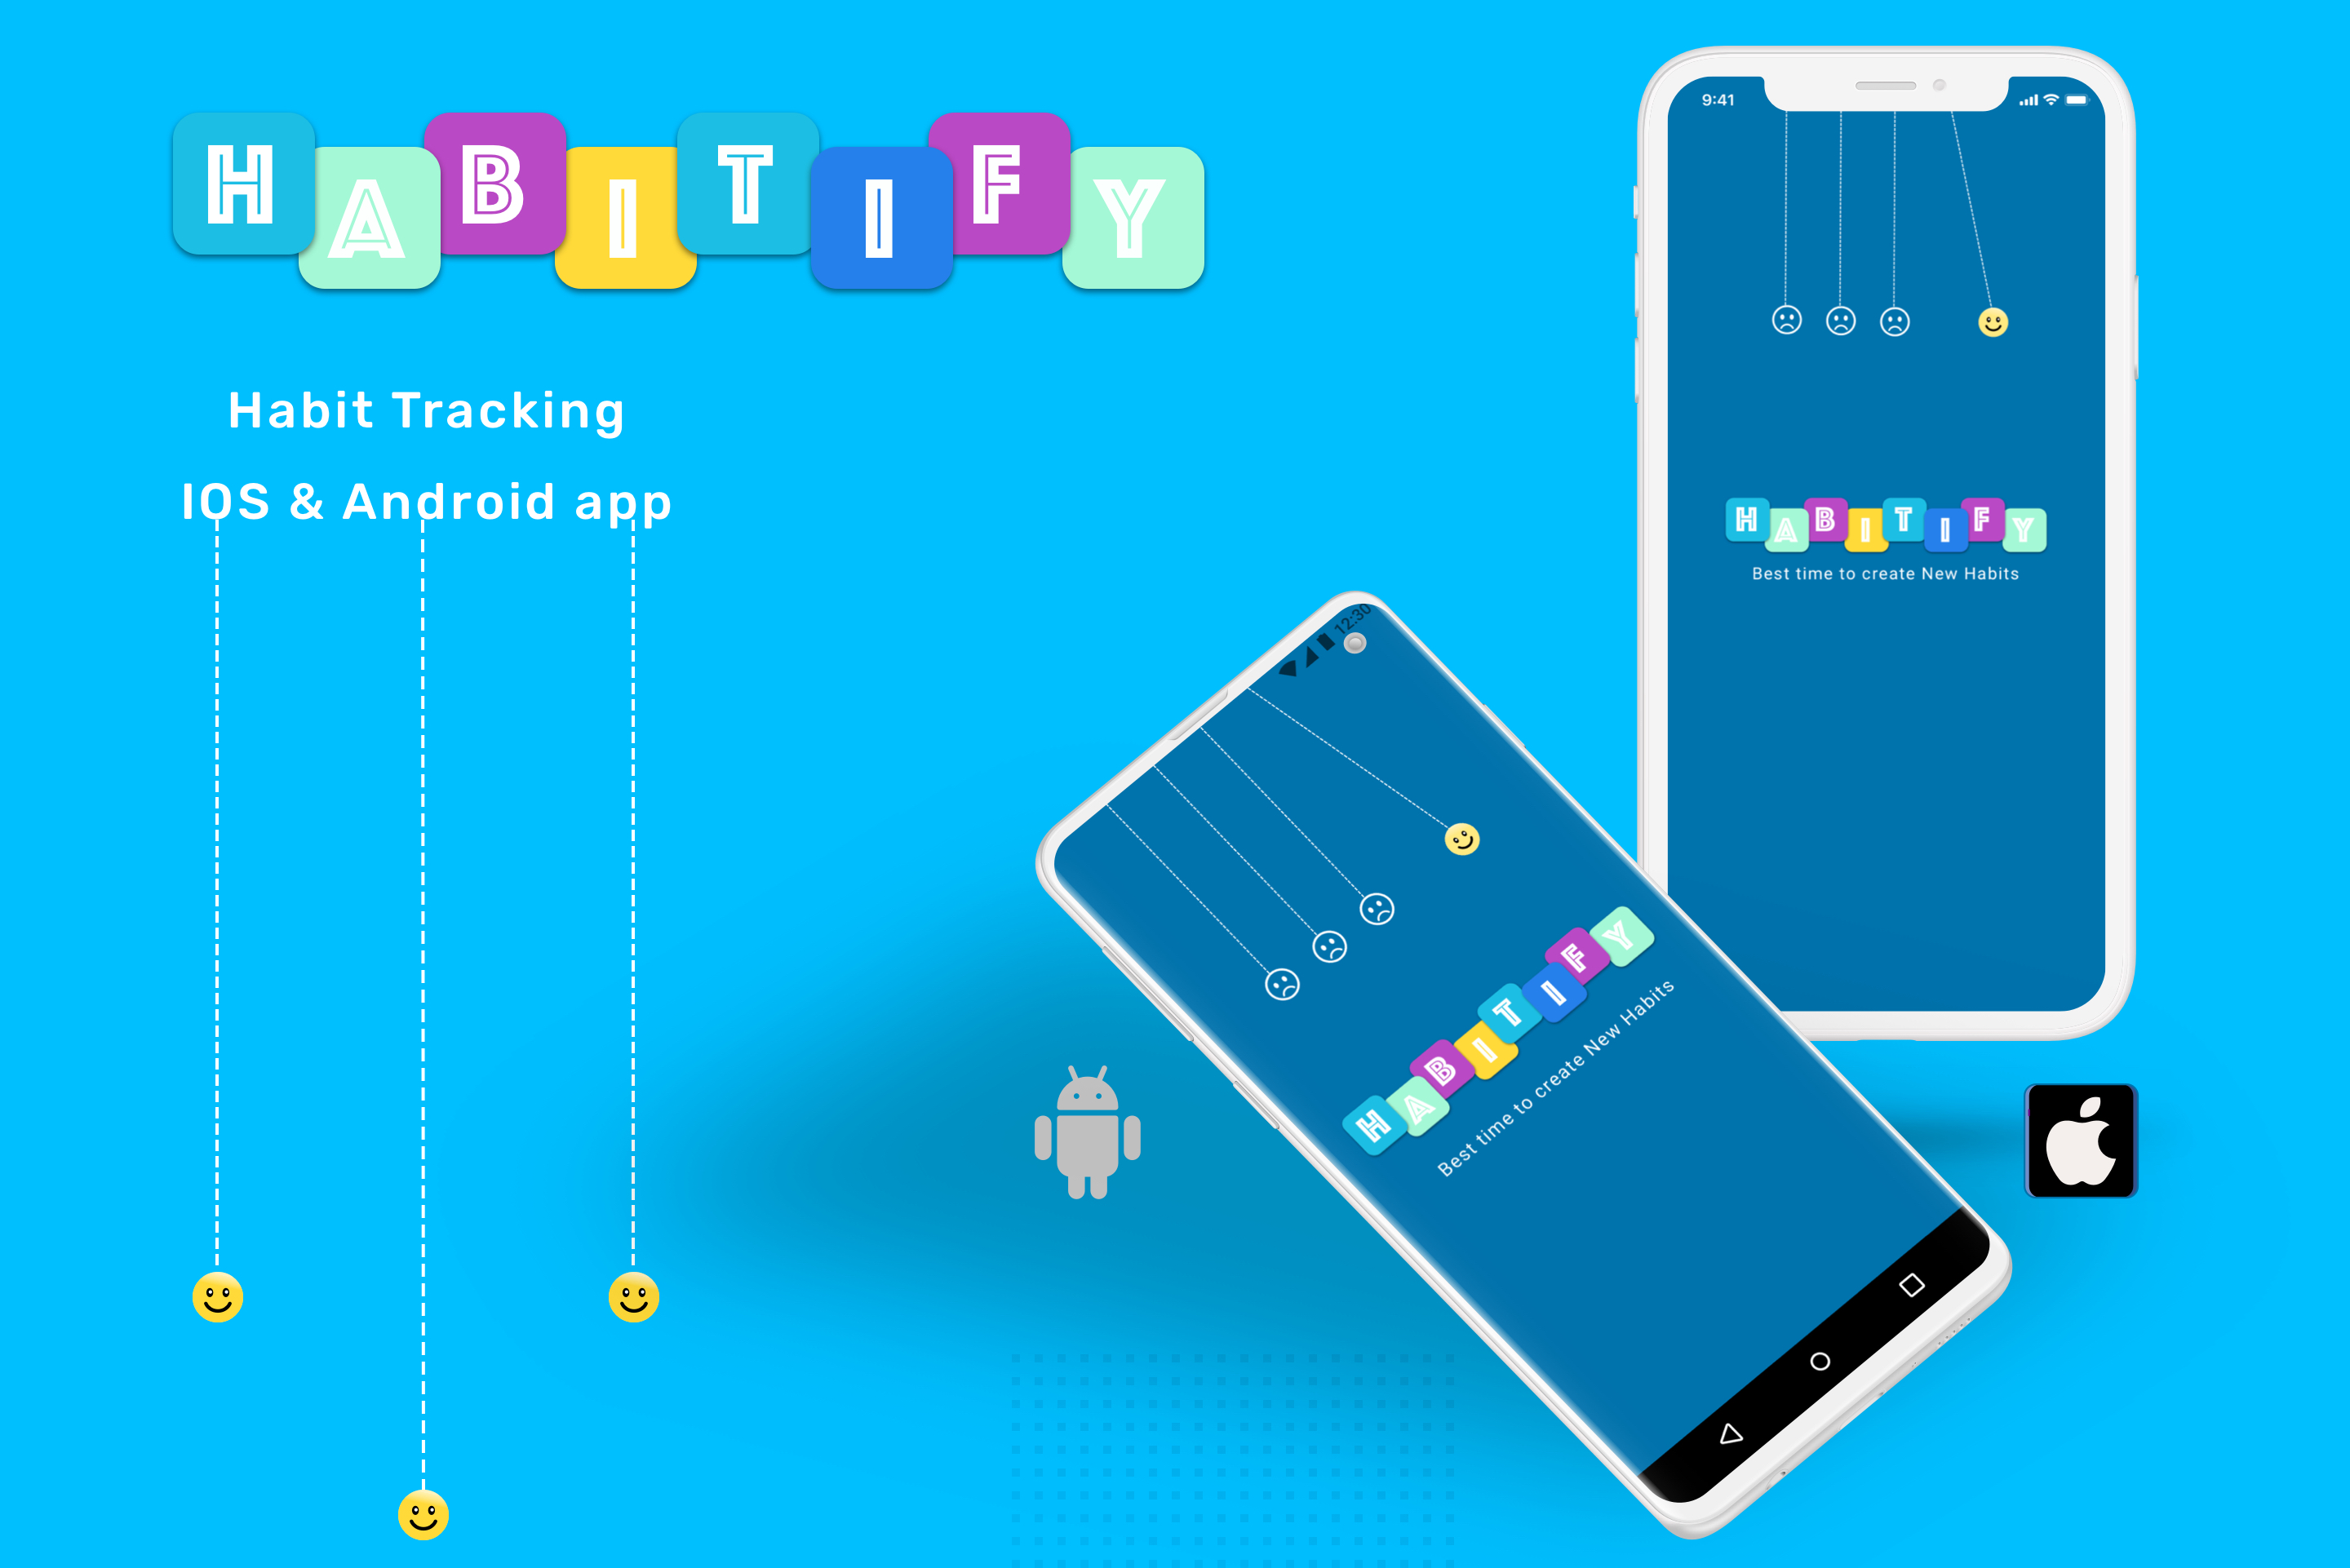 HABITIFY
Habit Tracking
IOS & Android app
9:41
HABITIFY
Best time to create New Habits
12:30
HABITIFY
Best time to create New Habits